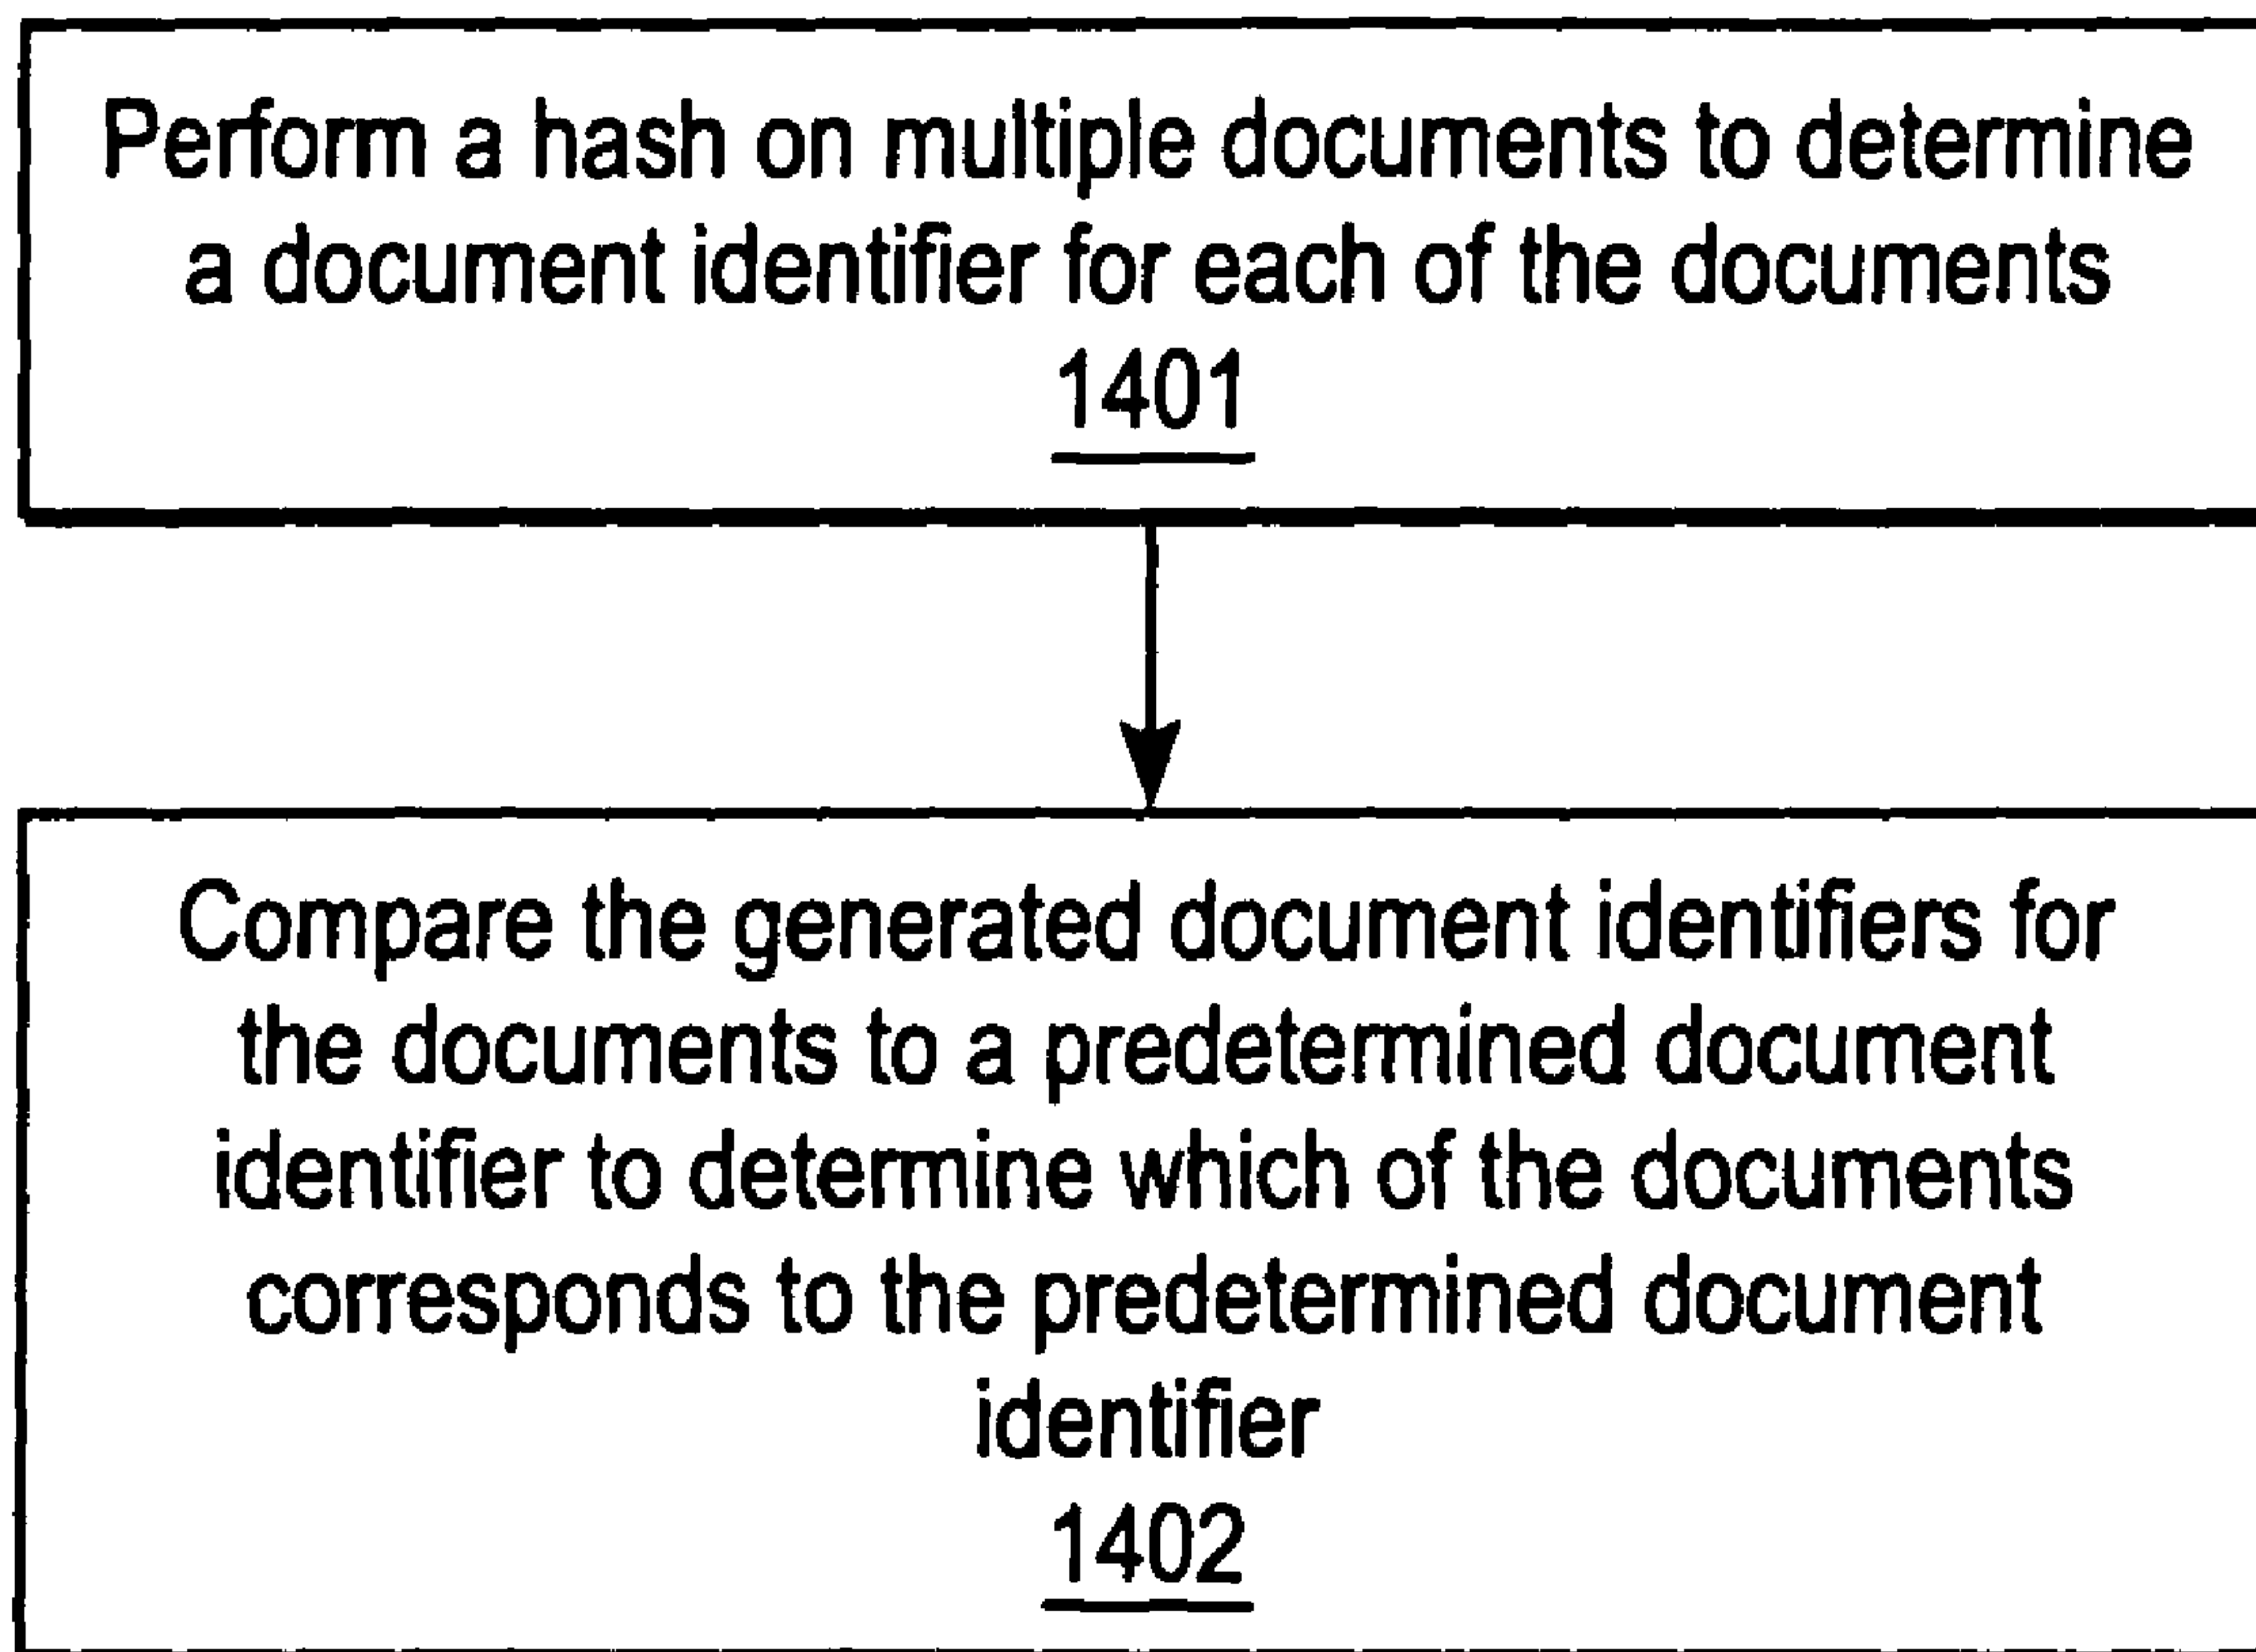 Perform a hash on multiple documents to determine
a document identifier for each of the documents
1401
Compare the generated document identifiers for
the documents to a predetermined document
identifier to determine which of the documents
corresponds to the predetermined document
identifier
1402